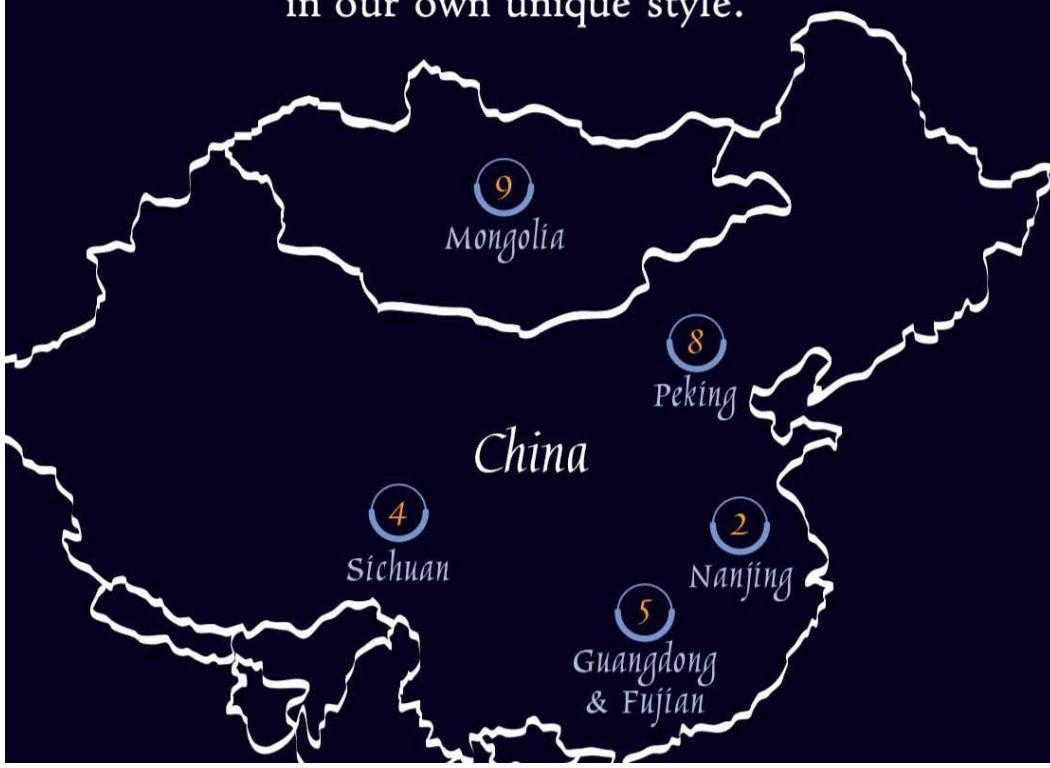 in our own unique style.
9
Mongolia
8
Peking
China
4
Sichuan
2
Nanjing
5
Guangdong
& Fujian